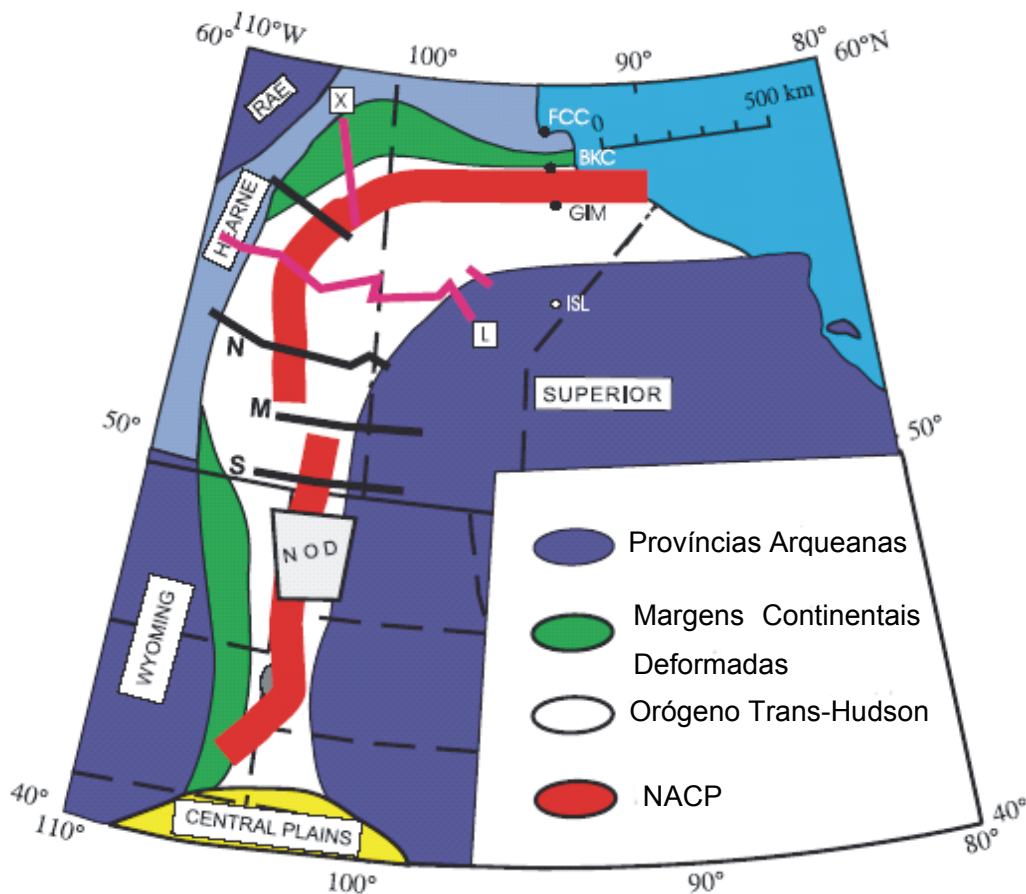 110°W
60°
100°
90°
80°
60°N
RAE
X
500 km
FCC
0
BKC
GIM
HEARNE
ISL
L
N
SUPERIOR
M
50°
50°
S
NOD
Províncias Arqueanas
WYOMING
Margens Continentais
Deformadas
Orógeno Trans-Hudson
NACP
40°
110°
CENTRAL PLAINS
40°
80°
100°
90°